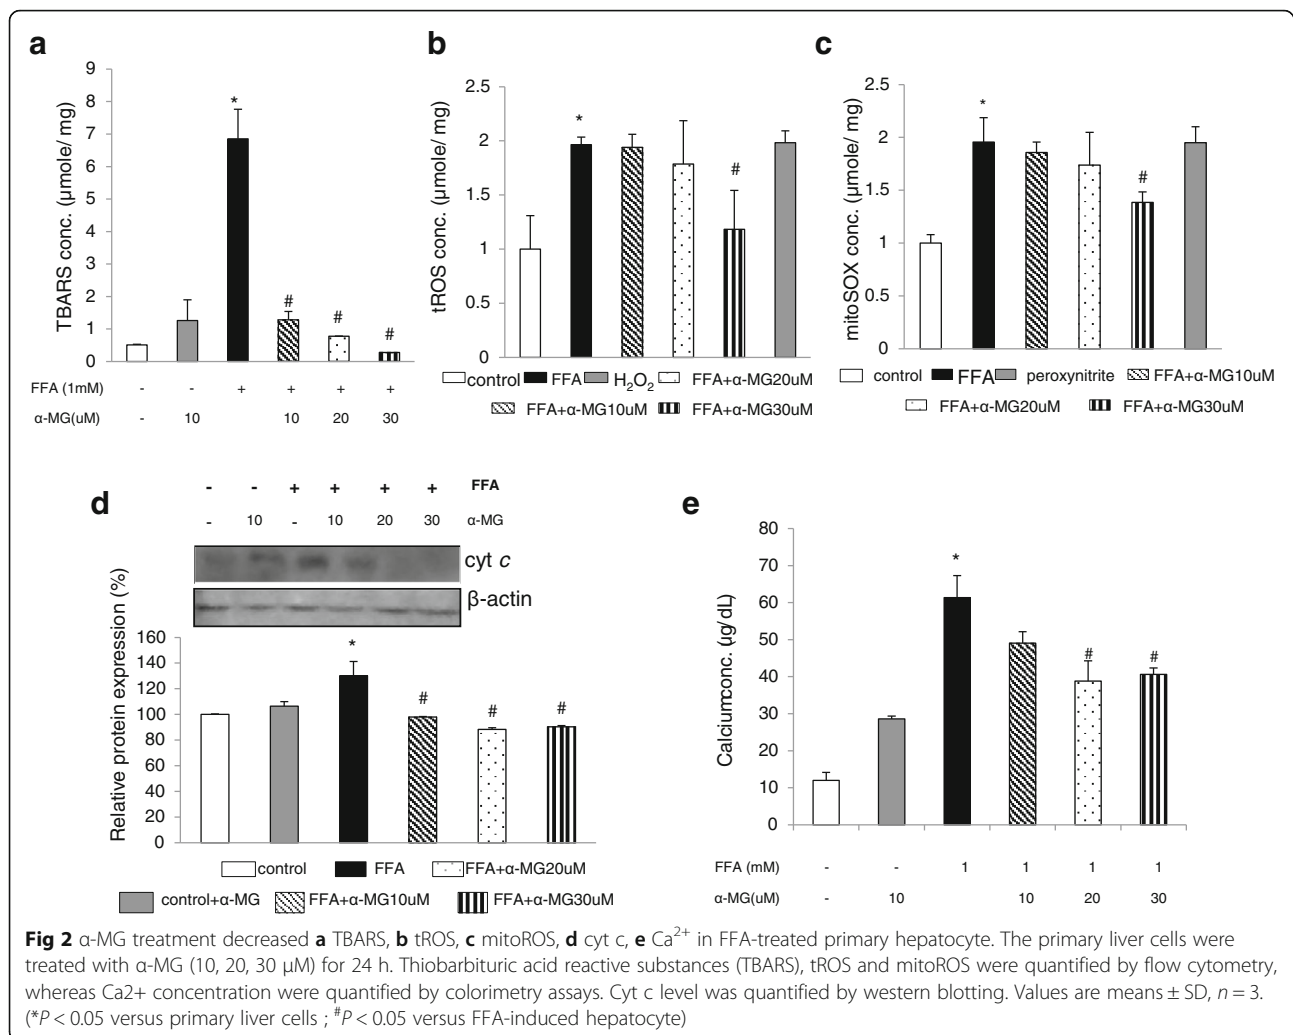 a
9
8
7
6
5
4
3
2
1
0
TBARS conc. (µmole/ mg)
*
#
#
#
FFA (1mM) - - + + + +
α-MG(uM) - 10 10 20 30
b
2.5
2
1.5
1
0.5
0
tROS conc. (µmole/ mg)
*
#
control FFA H₂O₂ FFA+α-MG20uM
FFA+α-MG10uM FFA+α-MG30uM
c
2.5
2
1.5
1
0.5
0
mitoSOX conc. (µmole/ mg)
*
#
control FFA peroxynitrite FFA+α-MG10uM
FFA+α-MG20uM FFA+α-MG30uM
d
- - + + + + FFA
- 10 - 10 20 30 α-MG
cyt c
β-actin
160
140
120
100
80
60
40
20
0
Relative protein expression (%)
*
#
#
#
control FFA FFA+α-MG20uM
control+α-MG FFA+α-MG10uM FFA+α-MG30uM
e
80
70
60
50
40
30
20
10
0
Calciumconc. (ug/dL)
*
#
#
FFA (mM) - - 1 1 1 1
α-MG(uM) - 10 10 20 30
Fig 2 α-MG treatment decreased a TBARS, b tROS, c mitoROS, d cyt c, e Ca²⁺ in FFA-treated primary hepatocyte. The primary liver cells were
treated with α-MG (10, 20, 30 µM) for 24 h. Thiobarbituric acid reactive substances (TBARS), tROS and mitoROS were quantified by flow cytometry,
whereas Ca2+ concentration were quantified by colorimetry assays. Cyt c level was quantified by western blotting. Values are means ± SD, n = 3.
(*P < 0.05 versus primary liver cells ; #P < 0.05 versus FFA-induced hepatocyte)